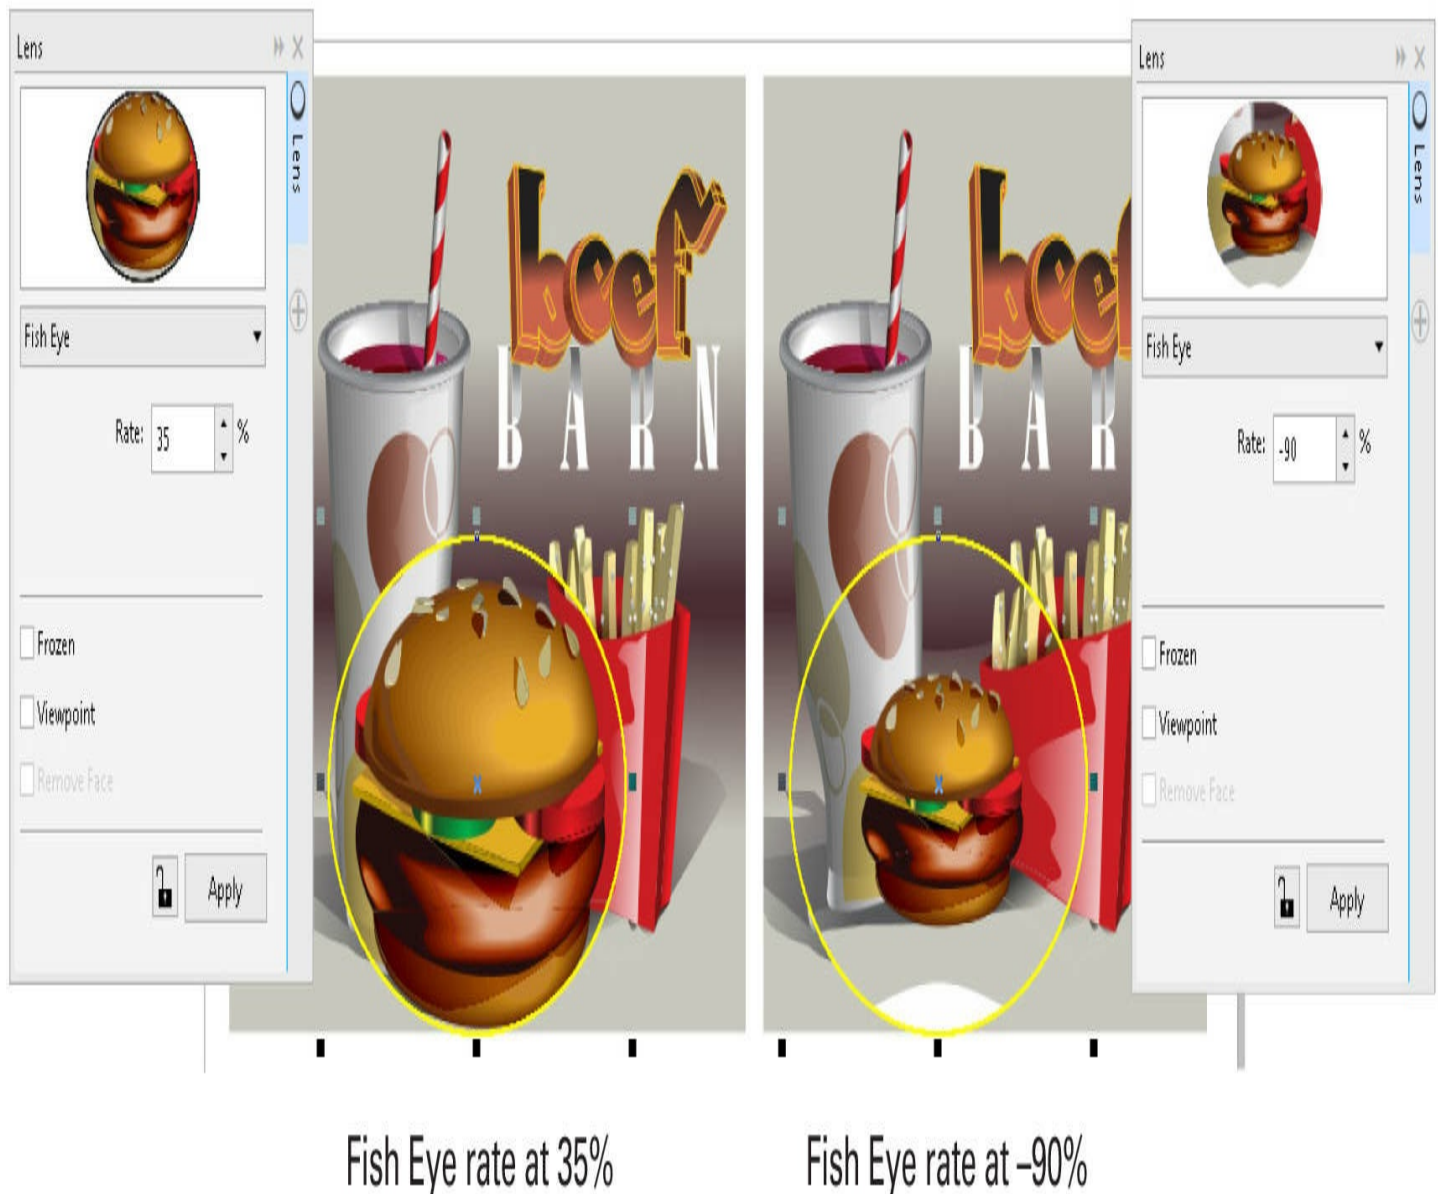 Lens
Lens
Fish Eye
Rate: 35 %
Frozen
Viewpoint
Remove Face
Apply
beef
BARN
Fish Eye rate at 35%
beef
BAR
Lens
Lens
Fish Eye
Rate: -90 %
Frozen
Viewpoint
Remove Face
Apply
Fish Eye rate at –90%